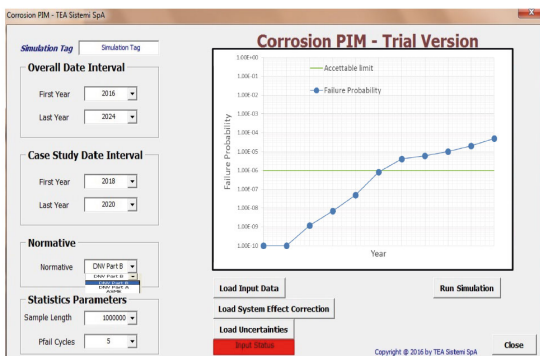 Corrosion PIM - TEA Sistemi SpA
Simulation Tag
Simulation Tag
Overall Date Interval
First Year
2016
Last Year
2024
Case Study Date Interval
First Year
2018
Last Year
2020
Normative
Normative
DNV Part B
DNV Part B
DNV Part B
DNV Part A
ASME
Statistics Parameters
Sample Length
1000000
Pfail Cycles
5
Corrosion PIM - Trial Version
Accettable limit
Failure Probability
Failure Probability
1.00E+00
1.00E-01
1.00E-02
1.00E-03
1.00E-04
1.00E-05
1.00E-06
1.00E-07
1.00E-08
1.00E-09
1.00E-10
Year
Load Input Data
Run Simulation
Load System Effect Correction
Load Uncertainties
Input Status
Copyright @ 2016 by TEA Sistemi SpA
Close